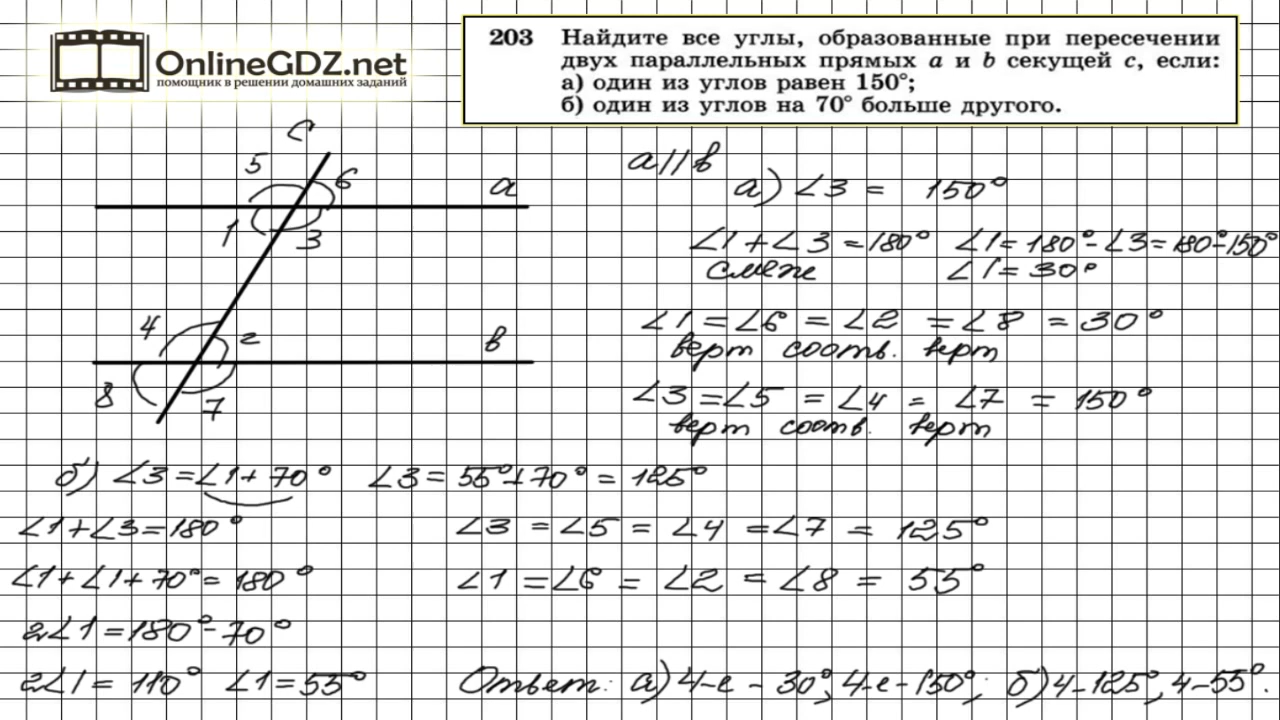 OnlineGDZ.net
помощник в решении домашних заданий
203 Найдите все углы, образованные при пересечении
двух параллельных прямых a и b секущей c, если:
а) один из углов равен 150°;
б) один из углов на 70° больше другого.
c
5 6 a
1 3
4 2 b
8 7
a//b
а) ∠3 = 150°
∠1+∠3=180° ∠1=180°-∠3=180°-150°
смеж ∠1=30°
∠1=∠6=∠2=∠8=30°
верт соотв. верт
∠3=∠5=∠4=∠7=150°
верт соотв. верт
б) ∠3=∠1+70° ∠3=55°+70°=125°
∠1+∠3=180° ∠3=∠5=∠4=∠7=125°
∠1+∠1+70°=180° ∠1=∠6=∠2=∠8=55°
2∠1=180°-70°
2∠1=110° ∠1=55° Ответ: а) 4-е-30°, 4-е-150°; б) 4-125°, 4-55°.